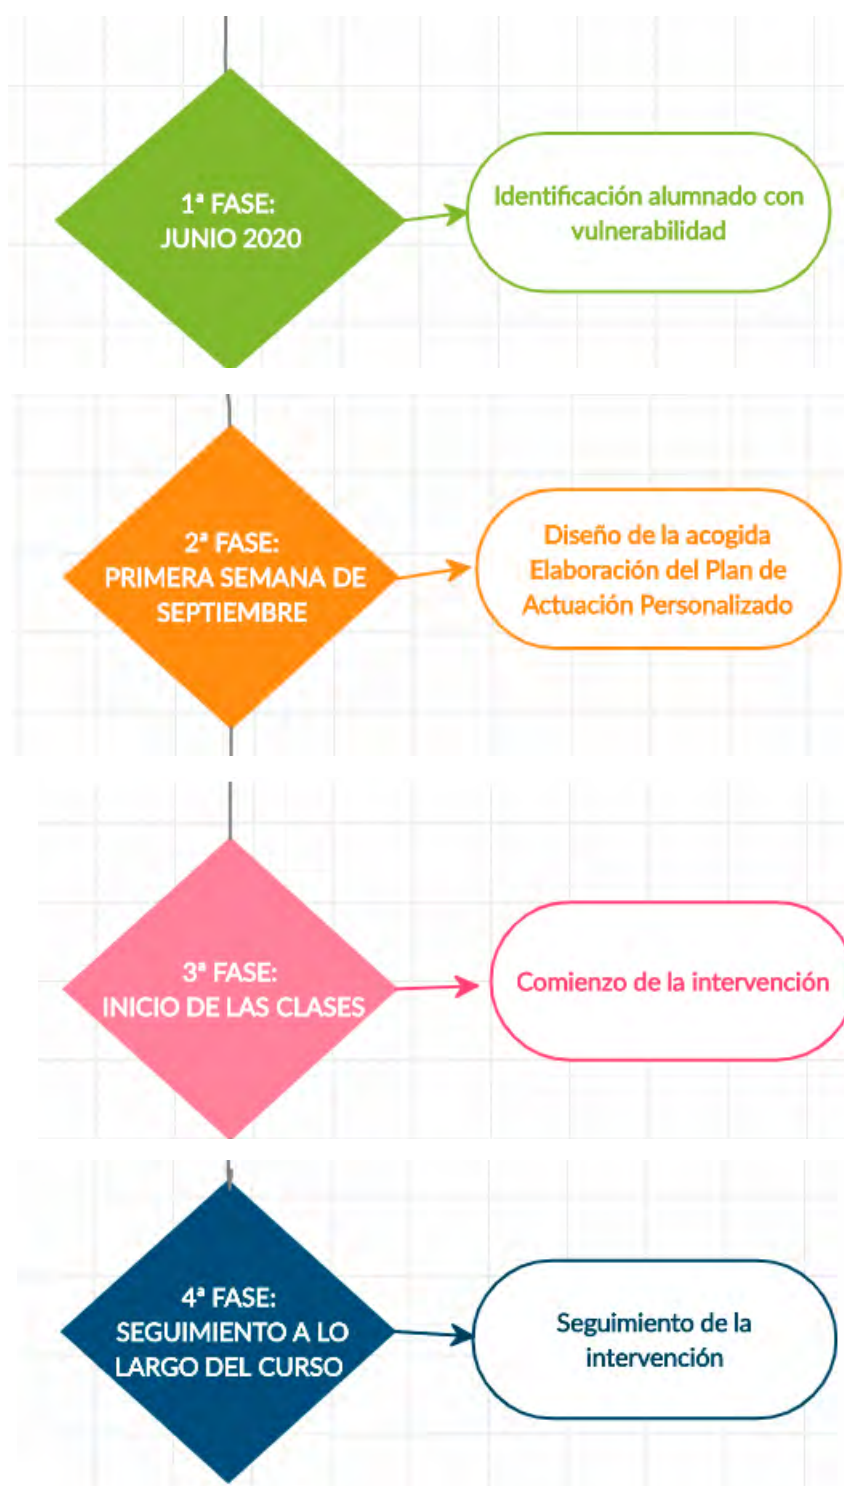 1ª FASE:
JUNIO 2020
Identificación alumnado con
vulnerabilidad
2ª FASE:
PRIMERA SEMANA DE
SEPTIEMBRE
Diseño de la acogida
Elaboración del Plan de
Actuación Personalizado
3ª FASE:
INICIO DE LAS CLASES
Comienzo de la intervención
4ª FASE:
SEGUIMIENTO A LO
LARGO DEL CURSO
Seguimiento de la
intervención